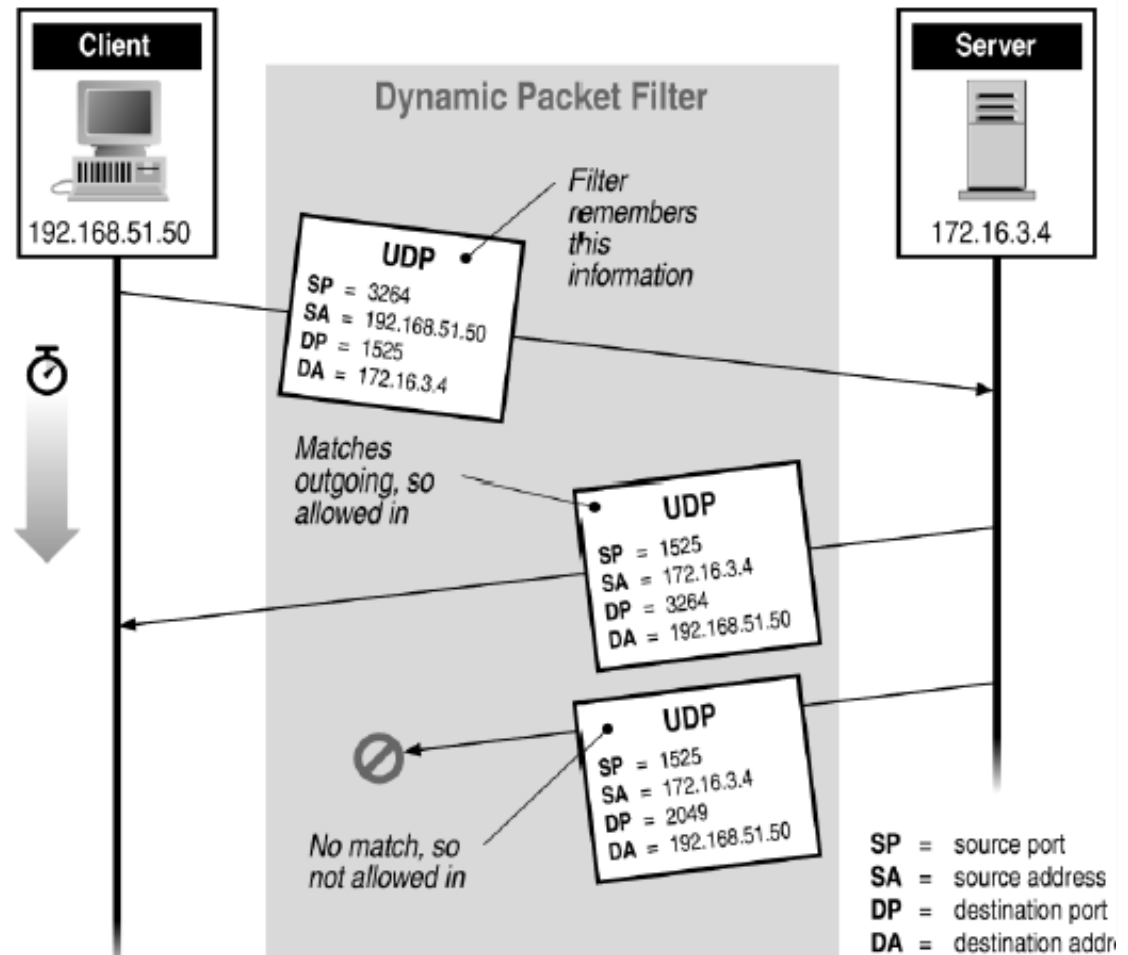 Client
192.168.51.50
Server
172.16.3.4
Dynamic Packet Filter
Filter
remembers
this
information
UDP
SP = 3264
SA = 192.168.51.50
DP = 1525
DA = 172.16.3.4
Matches
outgoing, so
allowed in
UDP
SP = 1525
SA = 172.16.3.4
DP = 3264
DA = 192.168.51.50
UDP
SP = 1525
SA = 172.16.3.4
DP = 2049
DA = 192.168.51.50
No match, so
not allowed in
SP = source port
SA = source address
DP = destination port
DA = destination addr